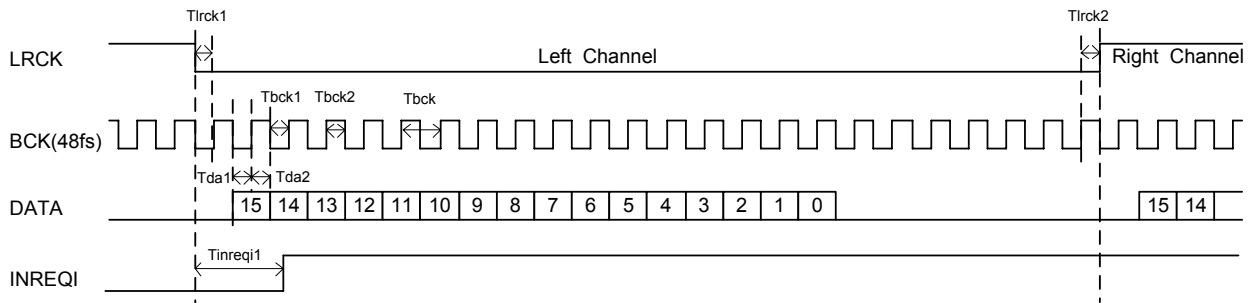 Tlrck1
Tlrck2
LRCK
Left Channel
Right Channel
Tbck1
Tbck2
Tbck
BCK(48fs)
Tda1
Tda2
DATA
15 14 13 12 11 10 9 8 7 6 5 4 3 2 1 0 15 14
Tinreqi1
INREQI